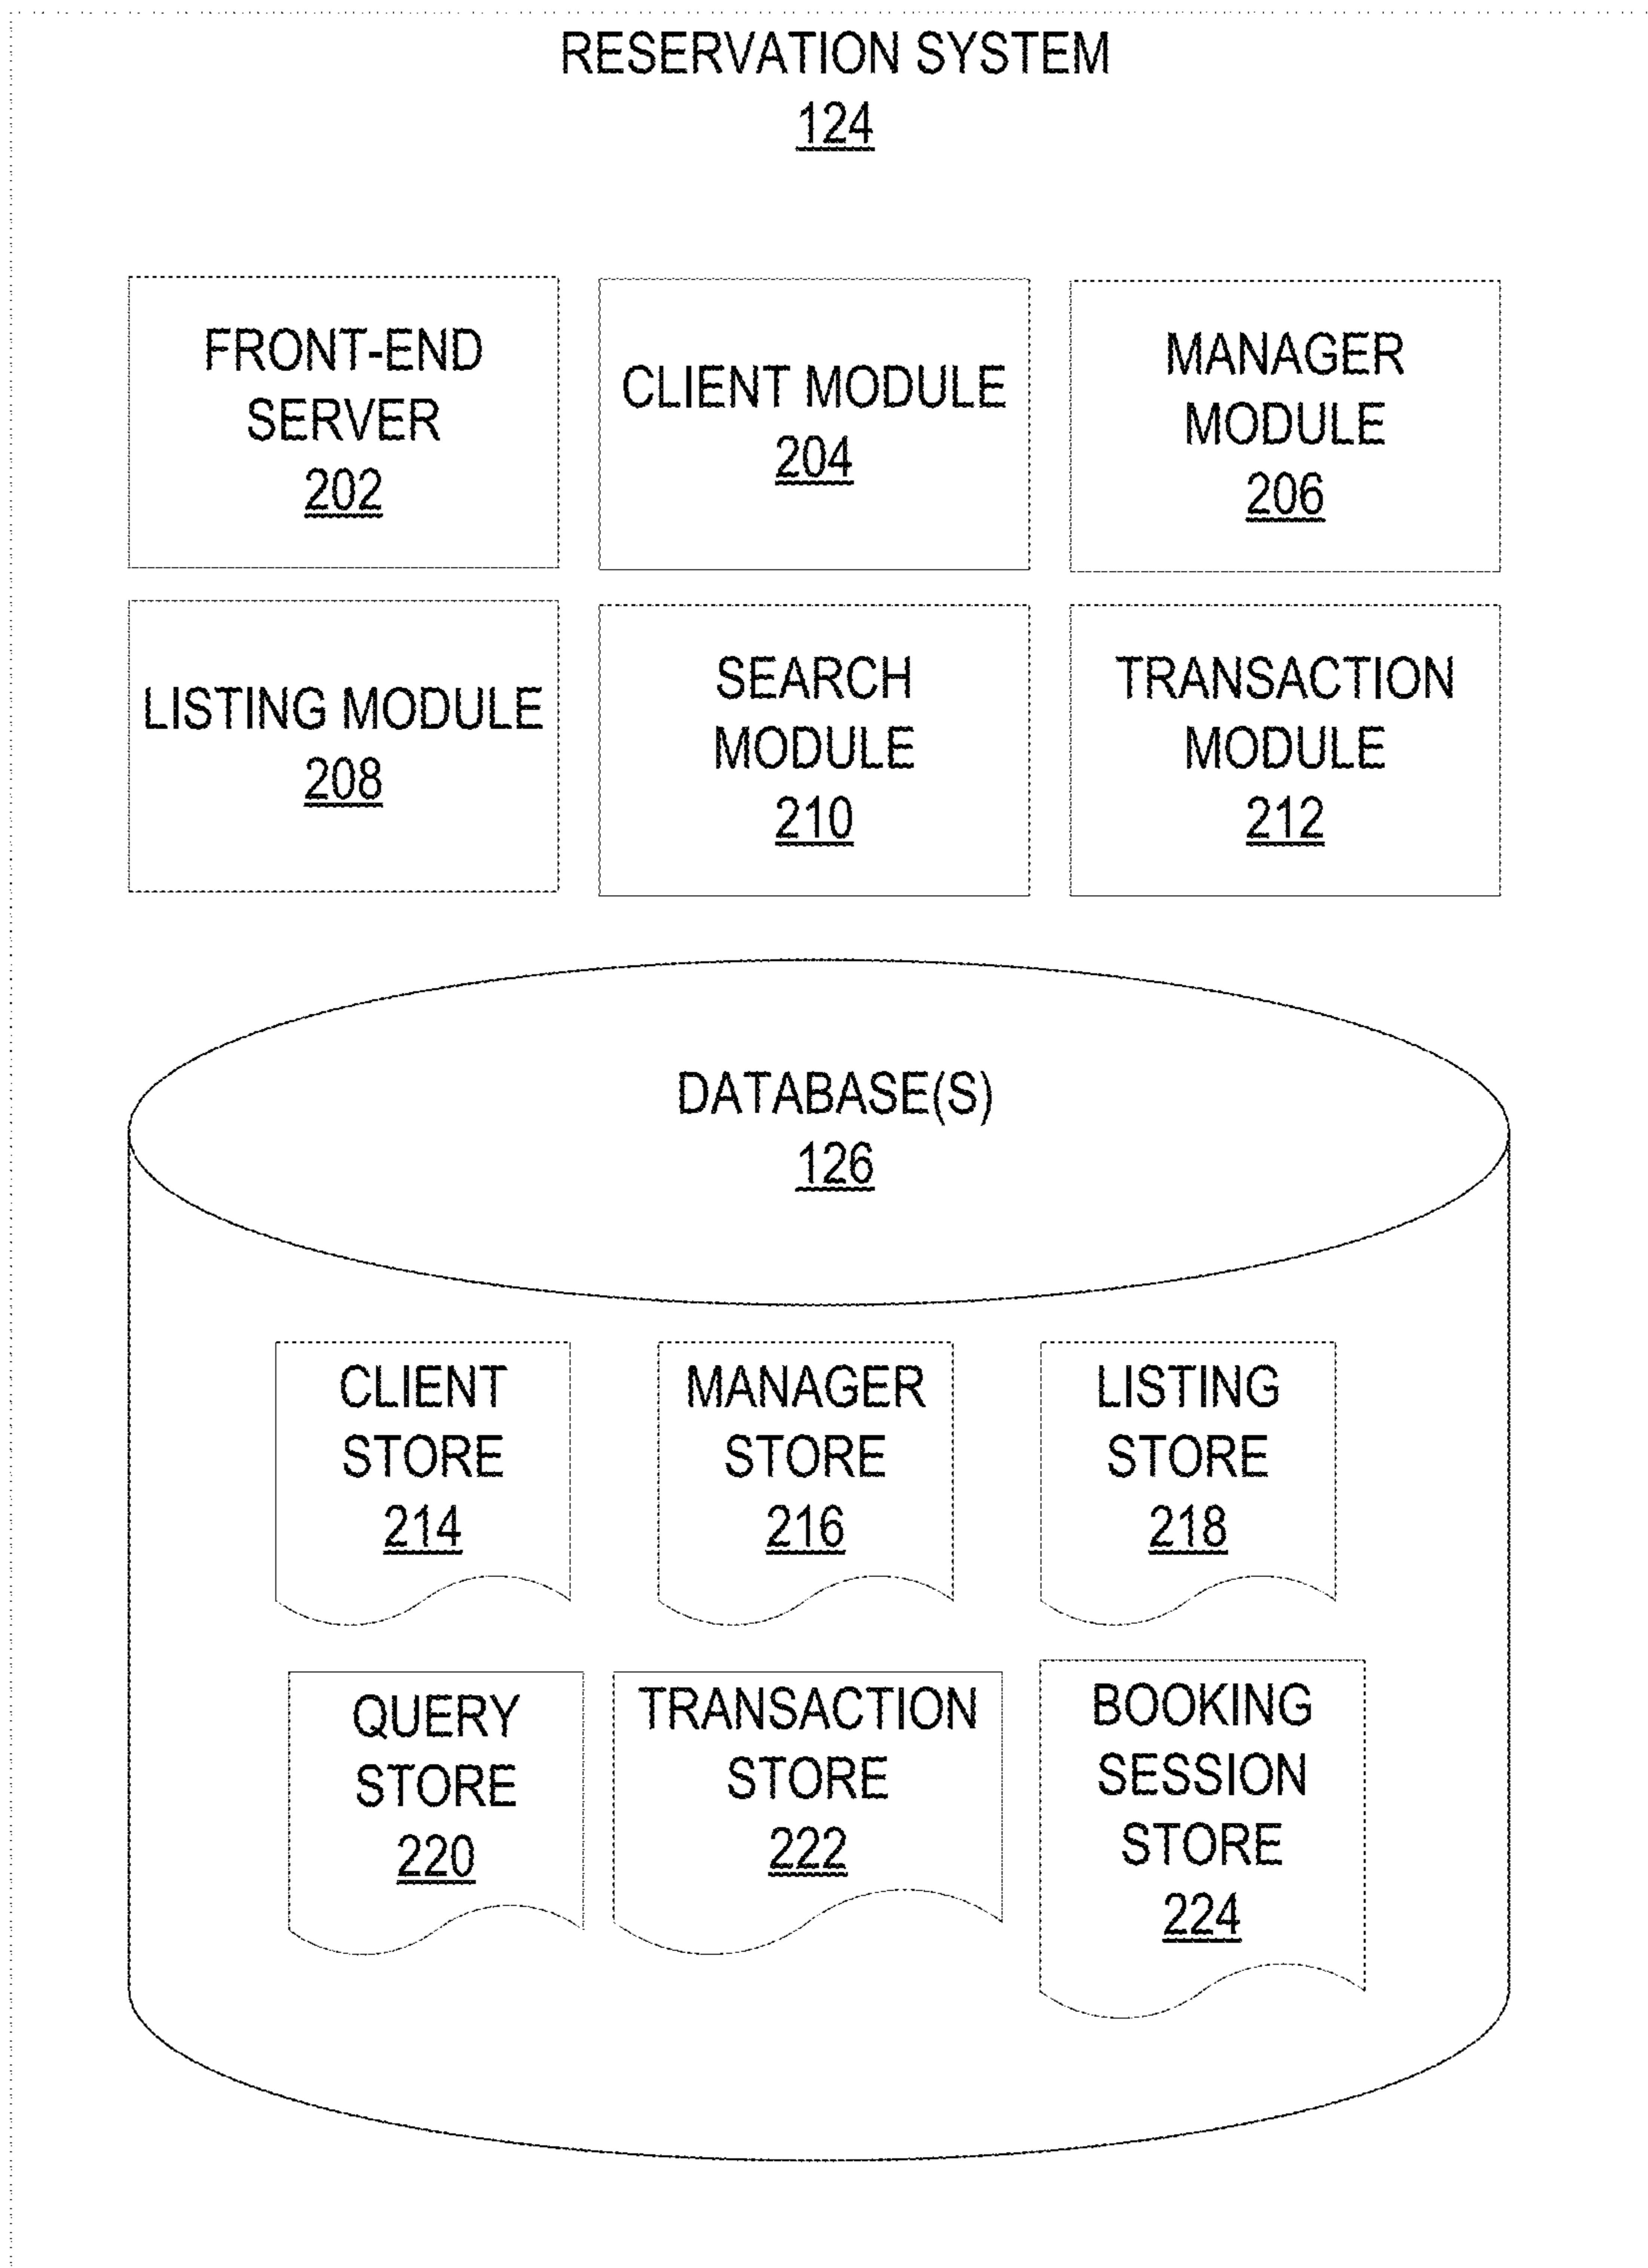 RESERVATION SYSTEM
124
FRONT-END
SERVER
202
CLIENT MODULE
204
MANAGER
MODULE
206
LISTING MODULE
208
SEARCH
MODULE
210
TRANSACTION
MODULE
212
DATABASE(S)
126
CLIENT
STORE
214
MANAGER
STORE
216
LISTING
STORE
218
QUERY
STORE
220
TRANSACTION
STORE
222
BOOKING
SESSION
STORE
224